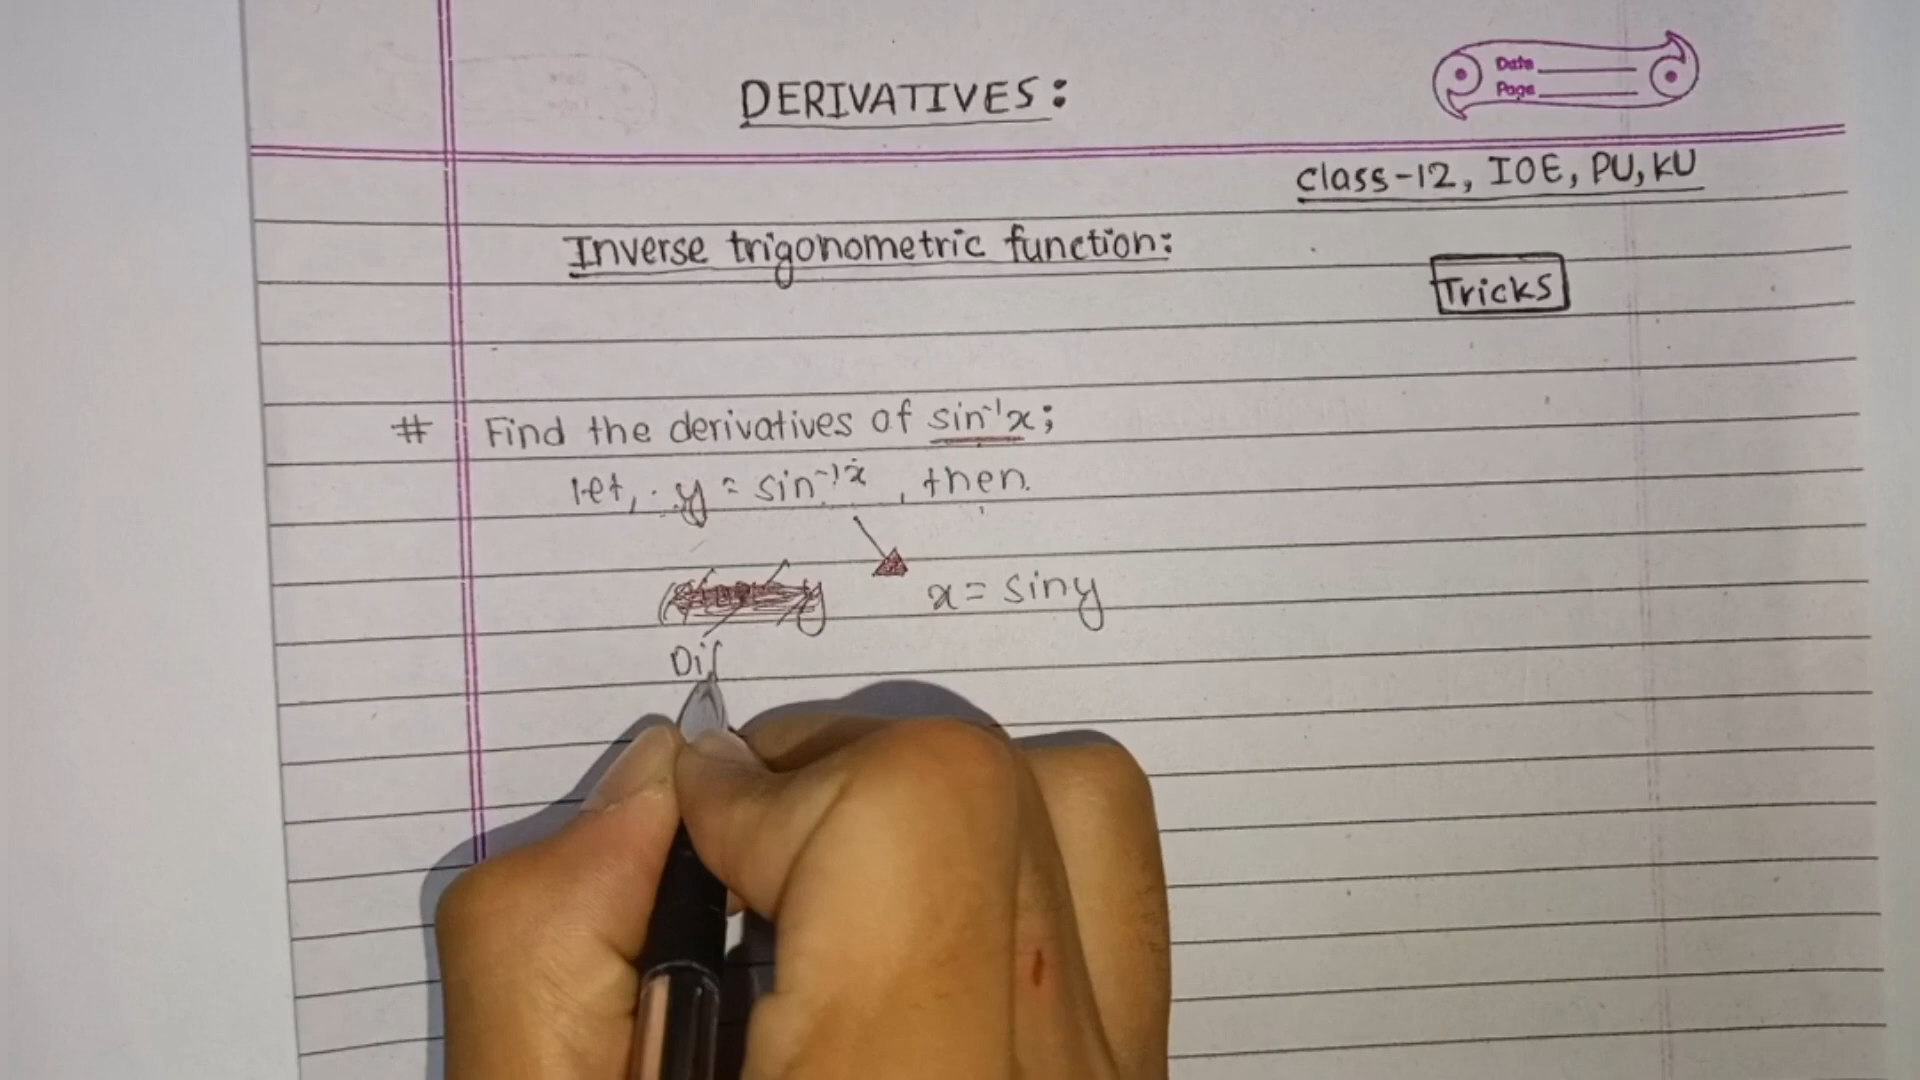 DERIVATIVES:
Date
Page
class-12, IOE, PU, KU
Inverse trigonometric function:
Tricks
# Find the derivatives of sin⁻¹x;
let, y = sin⁻¹x, then.
x = siny
Dif